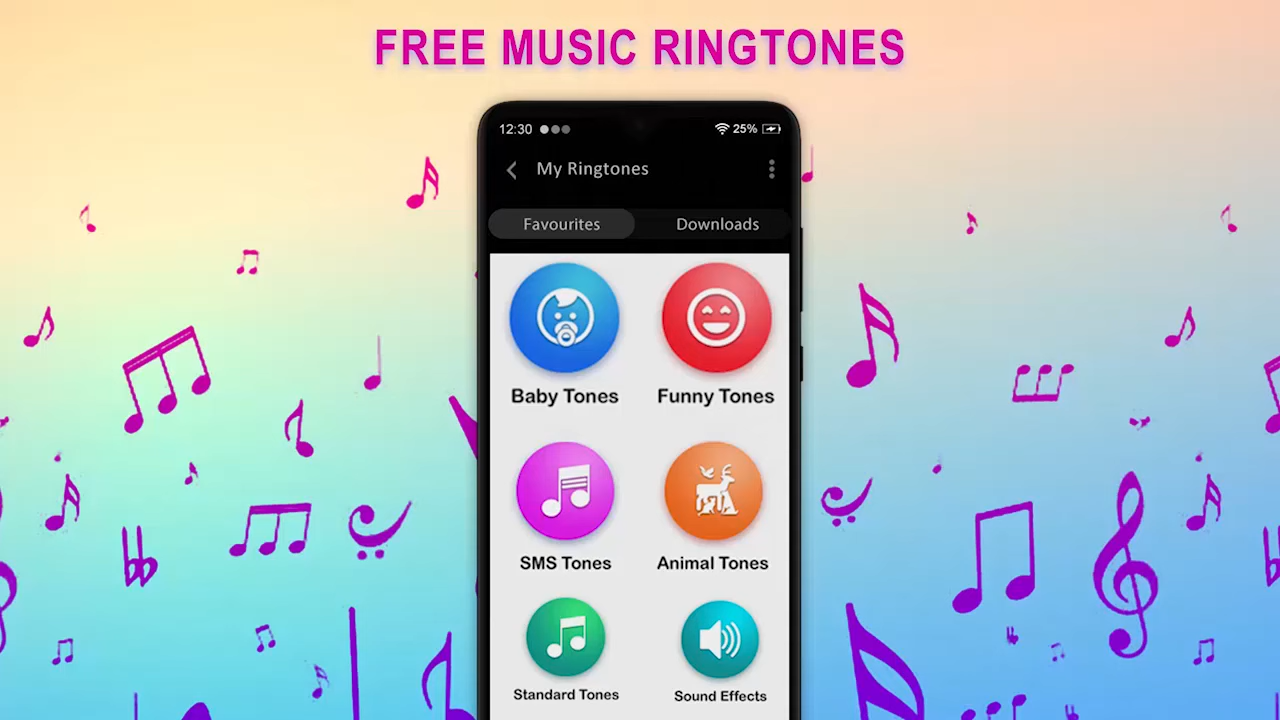 FREE MUSIC RINGTONES
12:30 25%
My Ringtones
Favourites Downloads
Baby Tones Funny Tones
SMS Tones Animal Tones
Standard Tones Sound Effects